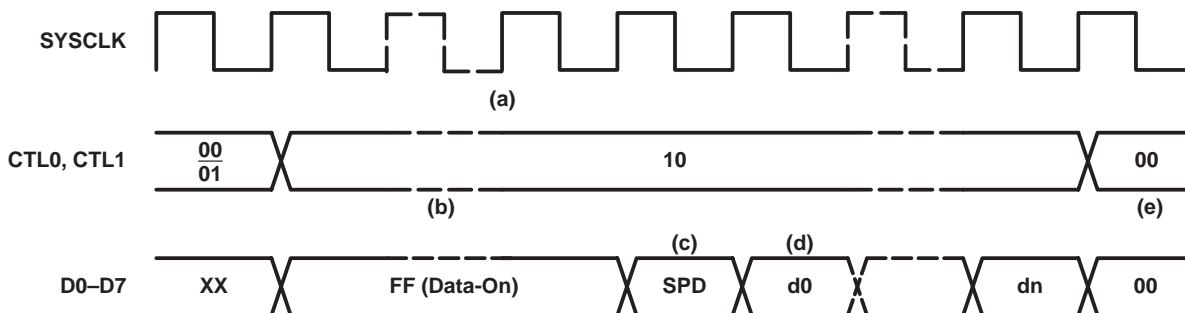 SYSCLK
(a)
CTL0, CTL1
00
01
10
00
(b)
(e)
(c)
(d)
D0–D7
XX
FF (Data-On)
SPD
d0
dn
00